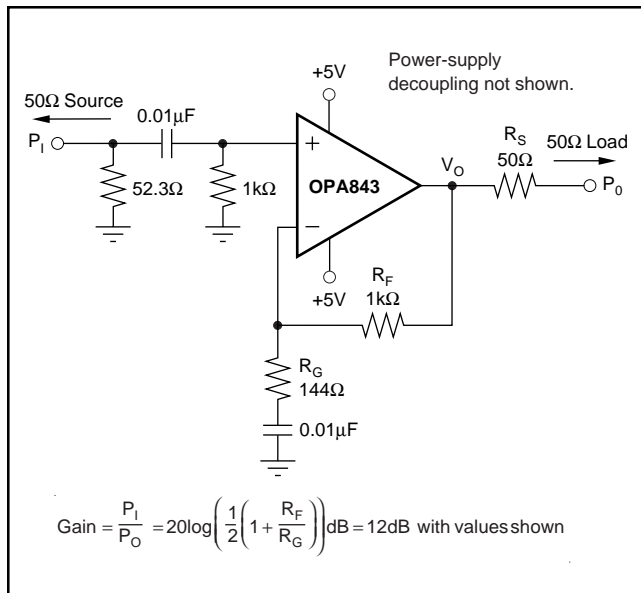 Power-supply
decoupling not shown.
+5V
50Ω Source
0.01µF
R_S
50Ω
50Ω Load
P_I
+
V_O
52.3Ω
1kΩ
OPA843
P_0
−
+5V
R_F
1kΩ
R_G
144Ω
0.01µF
Gain = P_I/P_O = 20log(1/2(1 + R_F/R_G))dB = 12dB with values shown